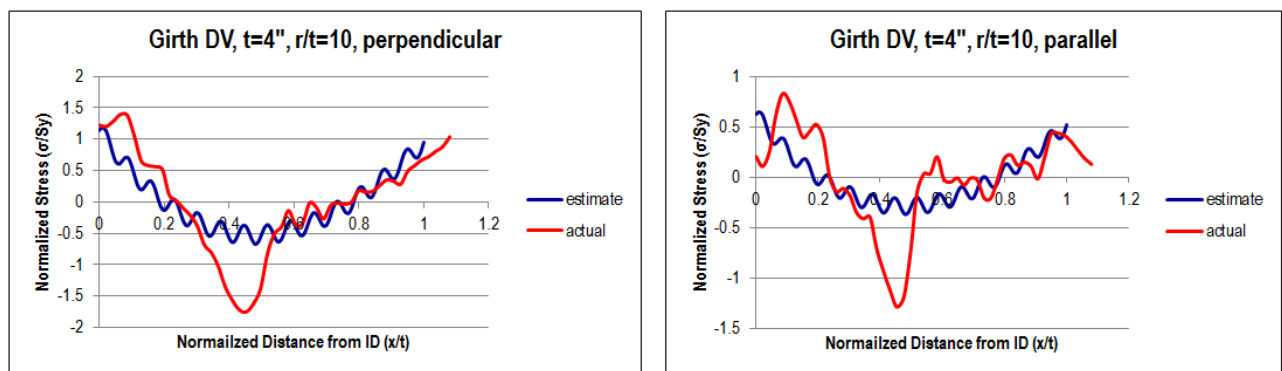 Girth DV, t=4", r/t=10, perpendicular
2
1.5
1
0.5
0
-0.5
-1
-1.5
-2
0
0.2
0.4
0.6
0.8
1
1.2
Normalized Stress (σ/Sy)
Normailzed Distance from ID (x/t)
estimate
actual
Girth DV, t=4", r/t=10, parallel
1
0.5
0
-0.5
-1
-1.5
0
0.2
0.4
0.6
0.8
1
1.2
Normalized Stress (σ/Sy)
Normailzed Distance from ID (x/t)
estimate
actual